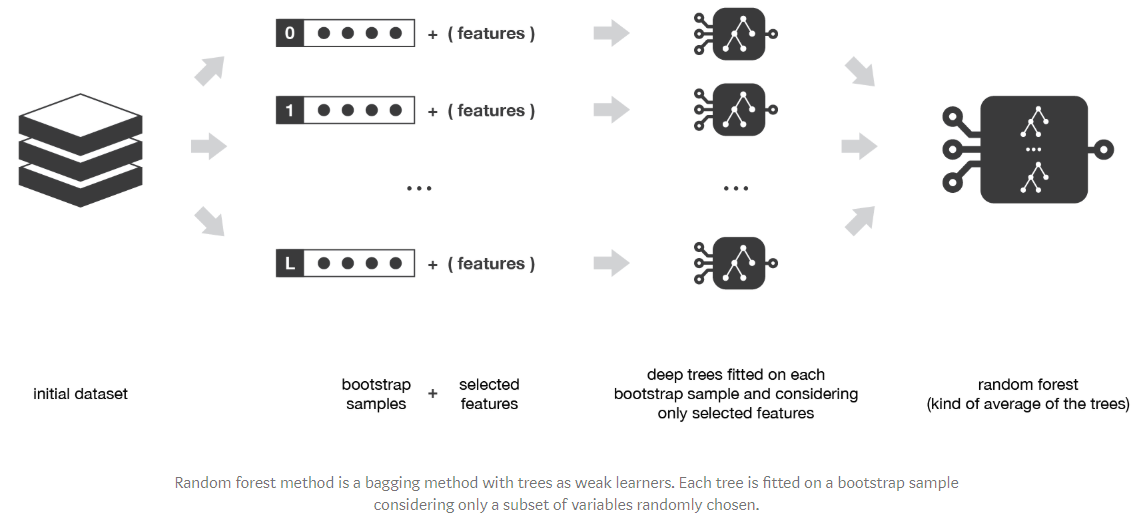 0 + ( features )
1 + ( features )
...
...
...
L + ( features )
initial dataset
bootstrap
samples
+
selected
features
deep trees fitted on each
bootstrap sample and considering
only selected features
random forest
(kind of average of the trees)
Random forest method is a bagging method with trees as weak learners. Each tree is fitted on a bootstrap sample
considering only a subset of variables randomly chosen.